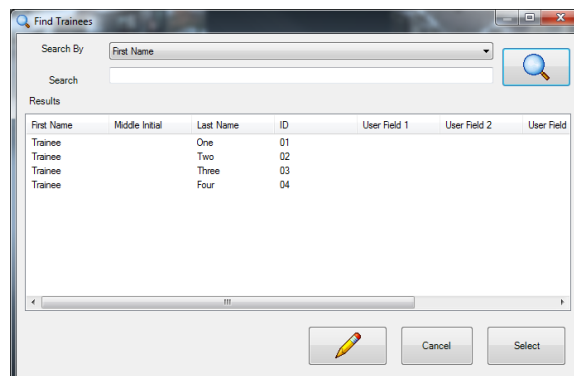 Find Trainees
Search By First Name
Search
Results
First Name Middle Initial Last Name ID User Field 1 User Field 2 User Field
Trainee One 01
Trainee Two 02
Trainee Three 03
Trainee Four 04
Cancel Select